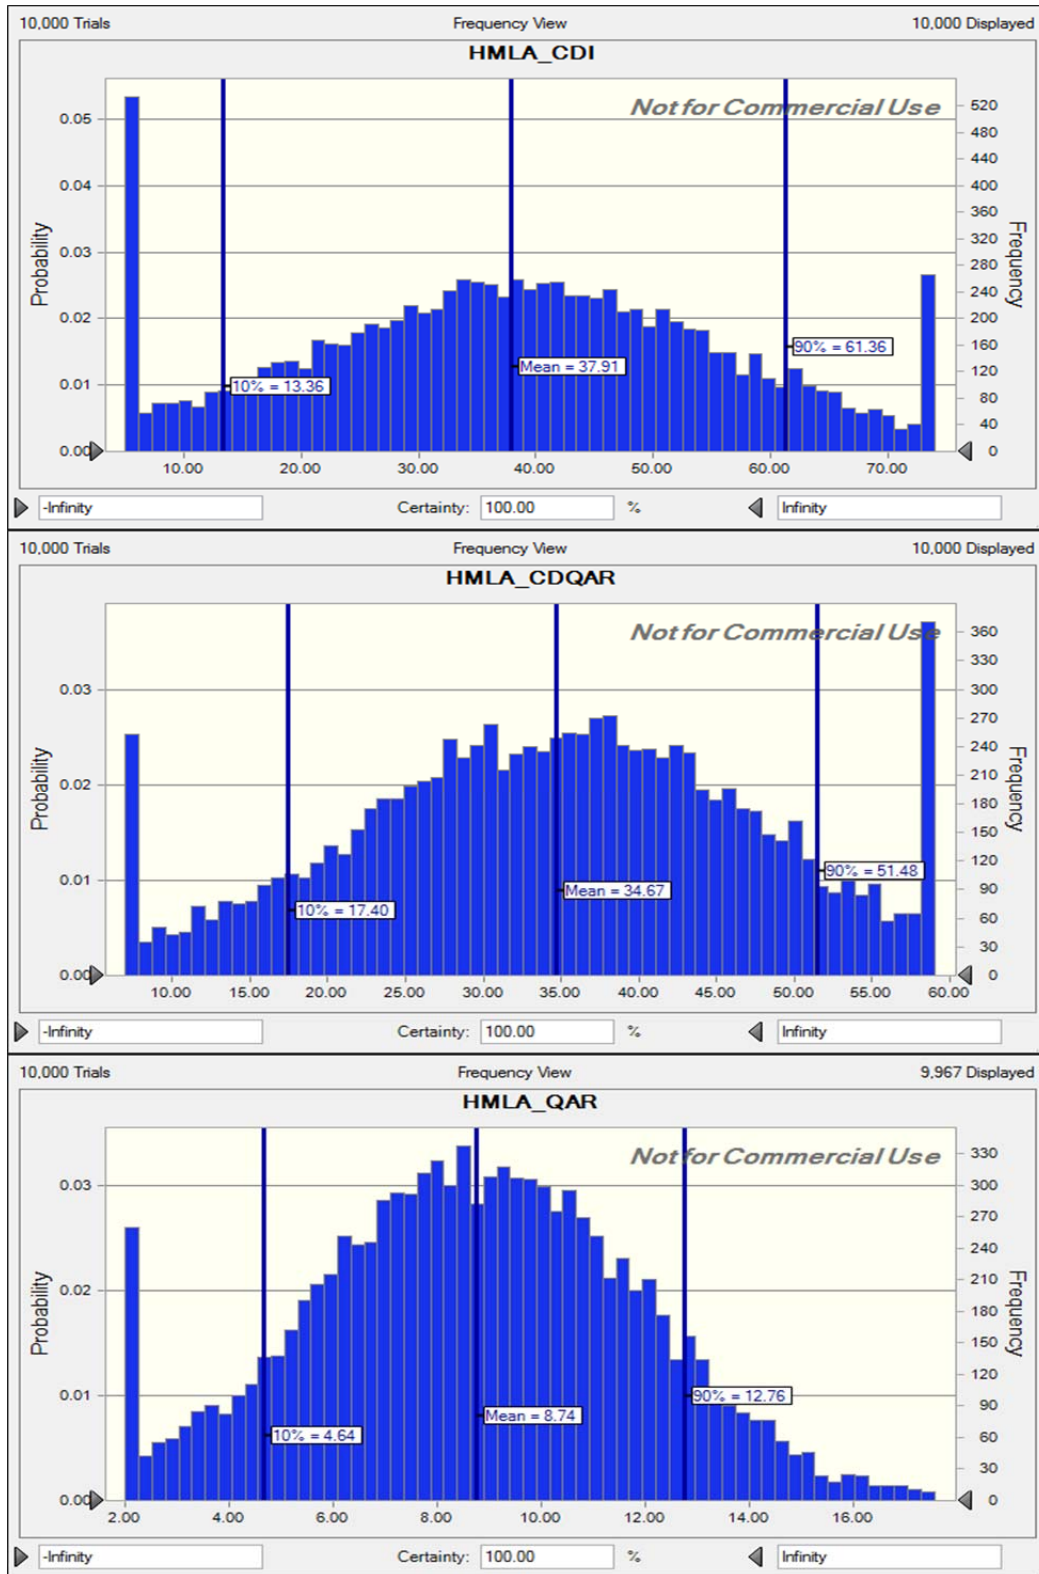 10,000 Trials Frequency View 10,000 Displayed
HMLA_CDI
Not for Commercial Use
0.05
0.04
0.03
0.02
0.01
0.00
Probability
520
480
440
400
360
320
280
240
200
160
120
80
40
0
Frequency
10% = 13.36
Mean = 37.91
90% = 61.36
10.00 20.00 30.00 40.00 50.00 60.00 70.00
-Infinity Certainty: 100.00 % Infinity
10,000 Trials Frequency View 10,000 Displayed
HMLA_CDQAR
Not for Commercial Use
0.03
0.02
0.01
0.00
Probability
360
330
300
270
240
210
180
150
120
90
60
30
0
Frequency
10% = 17.40
Mean = 34.67
90% = 51.48
10.00 15.00 20.00 25.00 30.00 35.00 40.00 45.00 50.00 55.00 60.00
-Infinity Certainty: 100.00 % Infinity
10,000 Trials Frequency View 9,967 Displayed
HMLA_QAR
Not for Commercial Use
0.03
0.02
0.01
0.00
Probability
330
300
270
240
210
180
150
120
90
60
30
0
Frequency
10% = 4.64
Mean = 8.74
90% = 12.76
2.00 4.00 6.00 8.00 10.00 12.00 14.00 16.00
-Infinity Certainty: 100.00 % Infinity